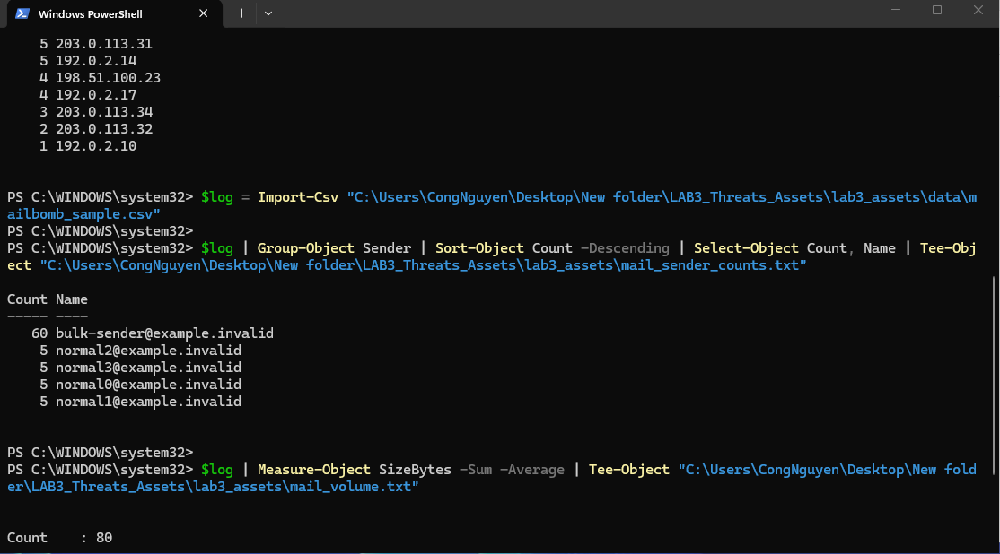 Windows PowerShell
5 203.0.113.31
5 192.0.2.14
4 198.51.100.23
4 192.0.2.17
3 203.0.113.34
2 203.0.113.32
1 192.0.2.10
PS C:\WINDOWS\system32> $log = Import-Csv "C:\Users\CongNguyen\Desktop\New folder\LAB3_Threats_Assets\lab3_assets\data\m
ailbomb_sample.csv"
PS C:\WINDOWS\system32>
PS C:\WINDOWS\system32> $log | Group-Object Sender | Sort-Object Count -Descending | Select-Object Count, Name | Tee-Obj
ect "C:\Users\CongNguyen\Desktop\New folder\LAB3_Threats_Assets\lab3_assets\mail_sender_counts.txt"
Count Name
----- ----
60 bulk-sender@example.invalid
5 normal2@example.invalid
5 normal3@example.invalid
5 normal0@example.invalid
5 normal1@example.invalid
PS C:\WINDOWS\system32>
PS C:\WINDOWS\system32> $log | Measure-Object SizeBytes -Sum -Average | Tee-Object "C:\Users\CongNguyen\Desktop\New fold
er\LAB3_Threats_Assets\lab3_assets\mail_volume.txt"
Count    : 80